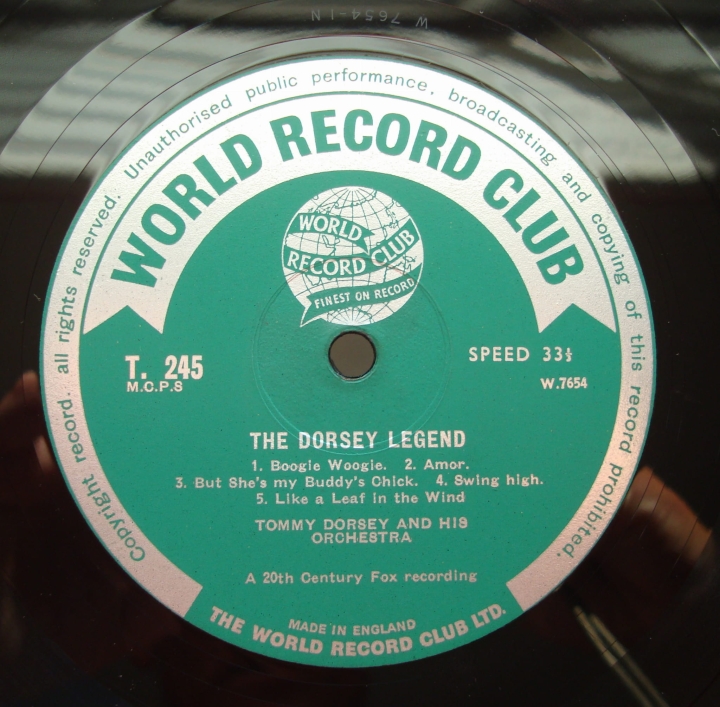 W 7654-1N
Copyright record. all rights reserved. Unauthorised public performance, broadcasting and copying of this record prohibited.
WORLD RECORD CLUB
WORLD
RECORD CLUB
FINEST ON RECORD
T. 245
M.C.P.S
SPEED 33⅓
W.7654
THE DORSEY LEGEND
1. Boogie Woogie. 2. Amor.
3. But She's my Buddy's Chick. 4. Swing high.
5. Like a Leaf in the Wind
TOMMY DORSEY AND HIS
ORCHESTRA
A 20th Century Fox recording
MADE IN ENGLAND
THE WORLD RECORD CLUB LTD.